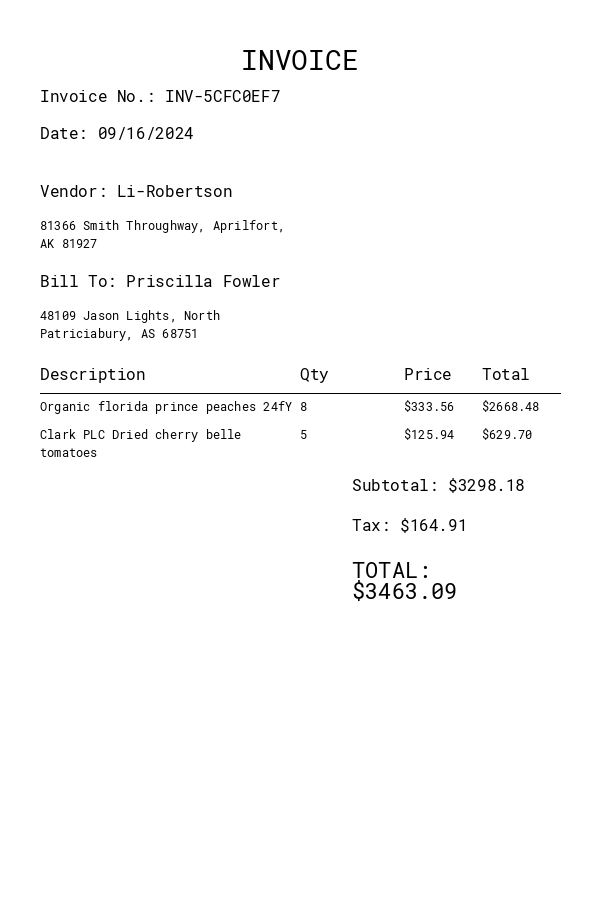 INVOICE
Invoice No.: INV-5CFC0EF7
Date: 09/16/2024
Vendor: Li-Robertson
81366 Smith Throughway, Aprilfort,
AK 81927
Bill To: Priscilla Fowler
48109 Jason Lights, North
Patriciabury, AS 68751
Description Qty Price Total
Organic florida prince peaches 24fY 8 $333.56 $2668.48
Clark PLC Dried cherry belle 5 $125.94 $629.70
tomatoes
Subtotal: $3298.18
Tax: $164.91
TOTAL:
$3463.09